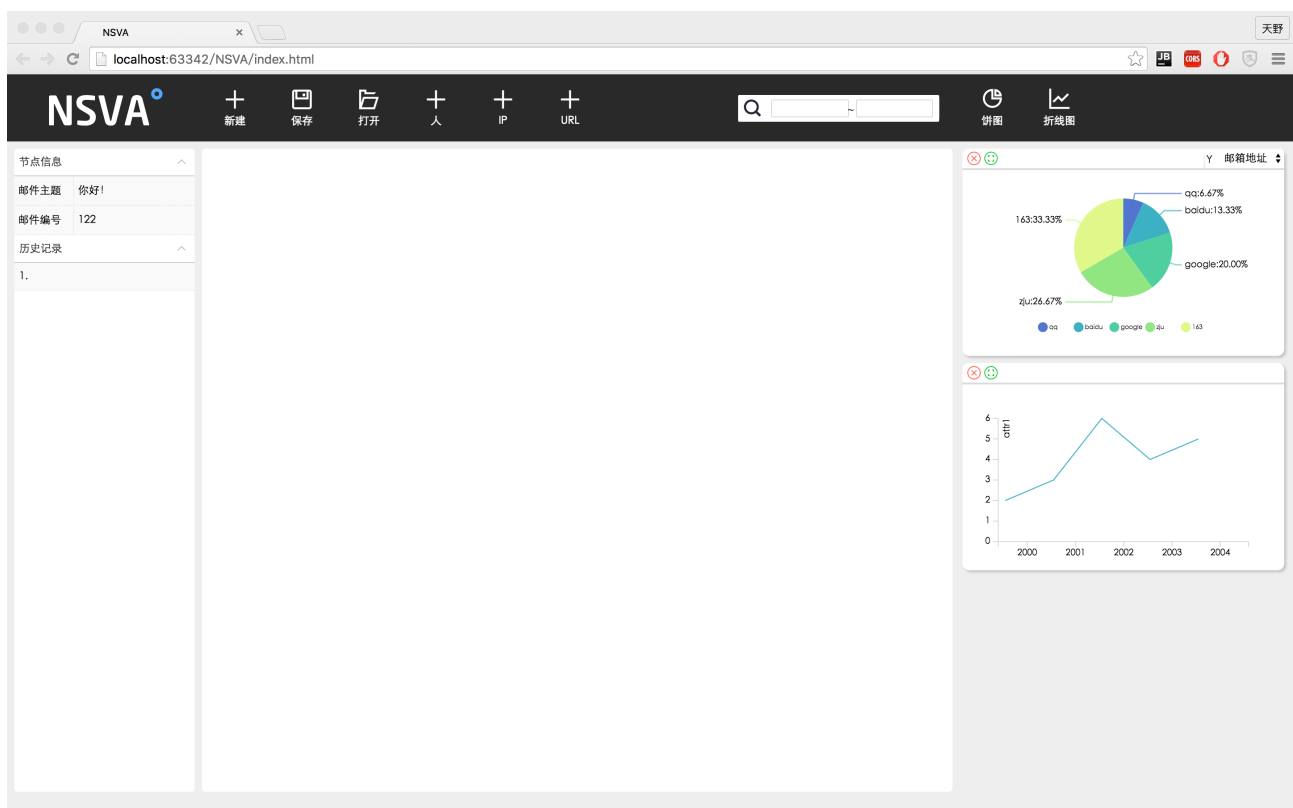 NSVA
天野
localhost:63342/NSVA/index.html
JB
CORS
NSVA
新建
保存
打开
人
IP
URL
~
饼图
折线图
节点信息
邮件主题 你好!
邮件编号 122
历史记录
1.
Y 邮箱地址
qq:6.67%
baidu:13.33%
163:33.33%
google:20.00%
zju:26.67%
qq baidu google zju 163
6
attr1
5
4
3
2
1
0
2000 2001 2002 2003 2004